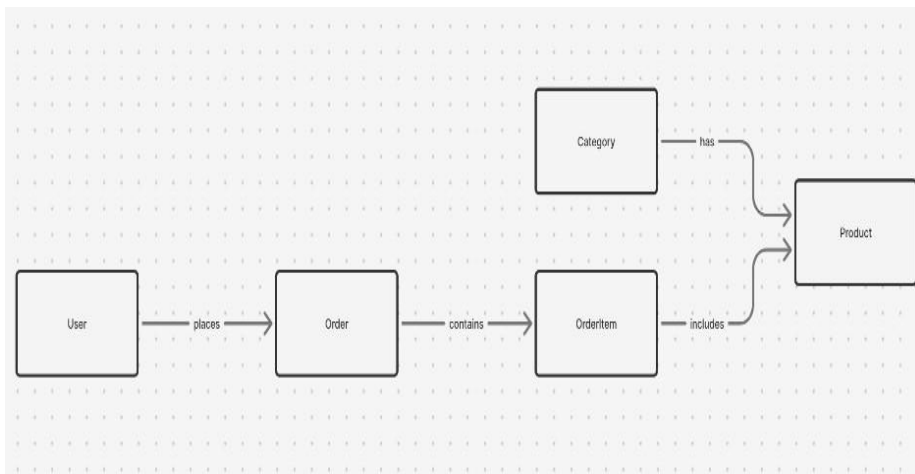 Category
has
Product
User
places
Order
contains
OrderItem
includes